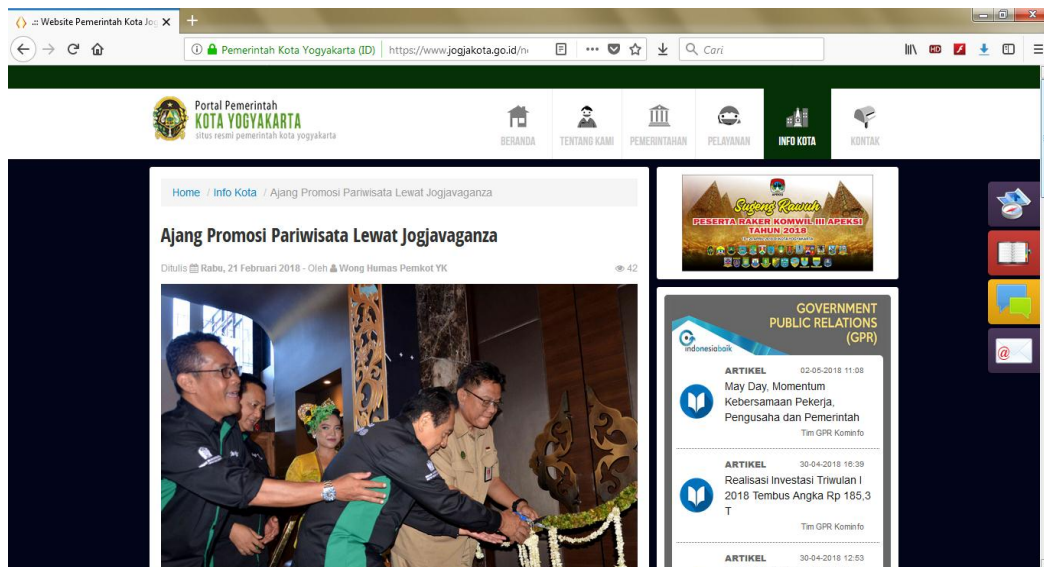 .:: Website Pemerintah Kota Jog
Pemerintah Kota Yogyakarta (ID)
https://www.jogjakota.go.id/n
Cari
Portal Pemerintah
KOTA YOGYAKARTA
situs resmi pemerintah kota yogyakarta
BERANDA
TENTANG KAMI
PEMERINTAHAN
PELAYANAN
INFO KOTA
KONTAK
Home / Info Kota / Ajang Promosi Pariwisata Lewat Jogjavaganza
Ajang Promosi Pariwisata Lewat Jogjavaganza
Ditulis Rabu, 21 Februari 2018 - Oleh Wong Humas Pemkot YK
42
Sugeng Rawuh
PESERTA RAKER KOMWIL III APEKSI
TAHUN 2018
GOVERNMENT
PUBLIC RELATIONS
(GPR)
indonesiabaik
ARTIKEL 02-05-2018 11:08
May Day, Momentum
Kebersamaan Pekerja,
Pengusaha dan Pemerintah
Tim GPR Kominfo
ARTIKEL 30-04-2018 16:39
Realisasi Investasi Triwulan I
2018 Tembus Angka Rp 185,3
T
Tim GPR Kominfo
ARTIKEL 30-04-2018 12:53